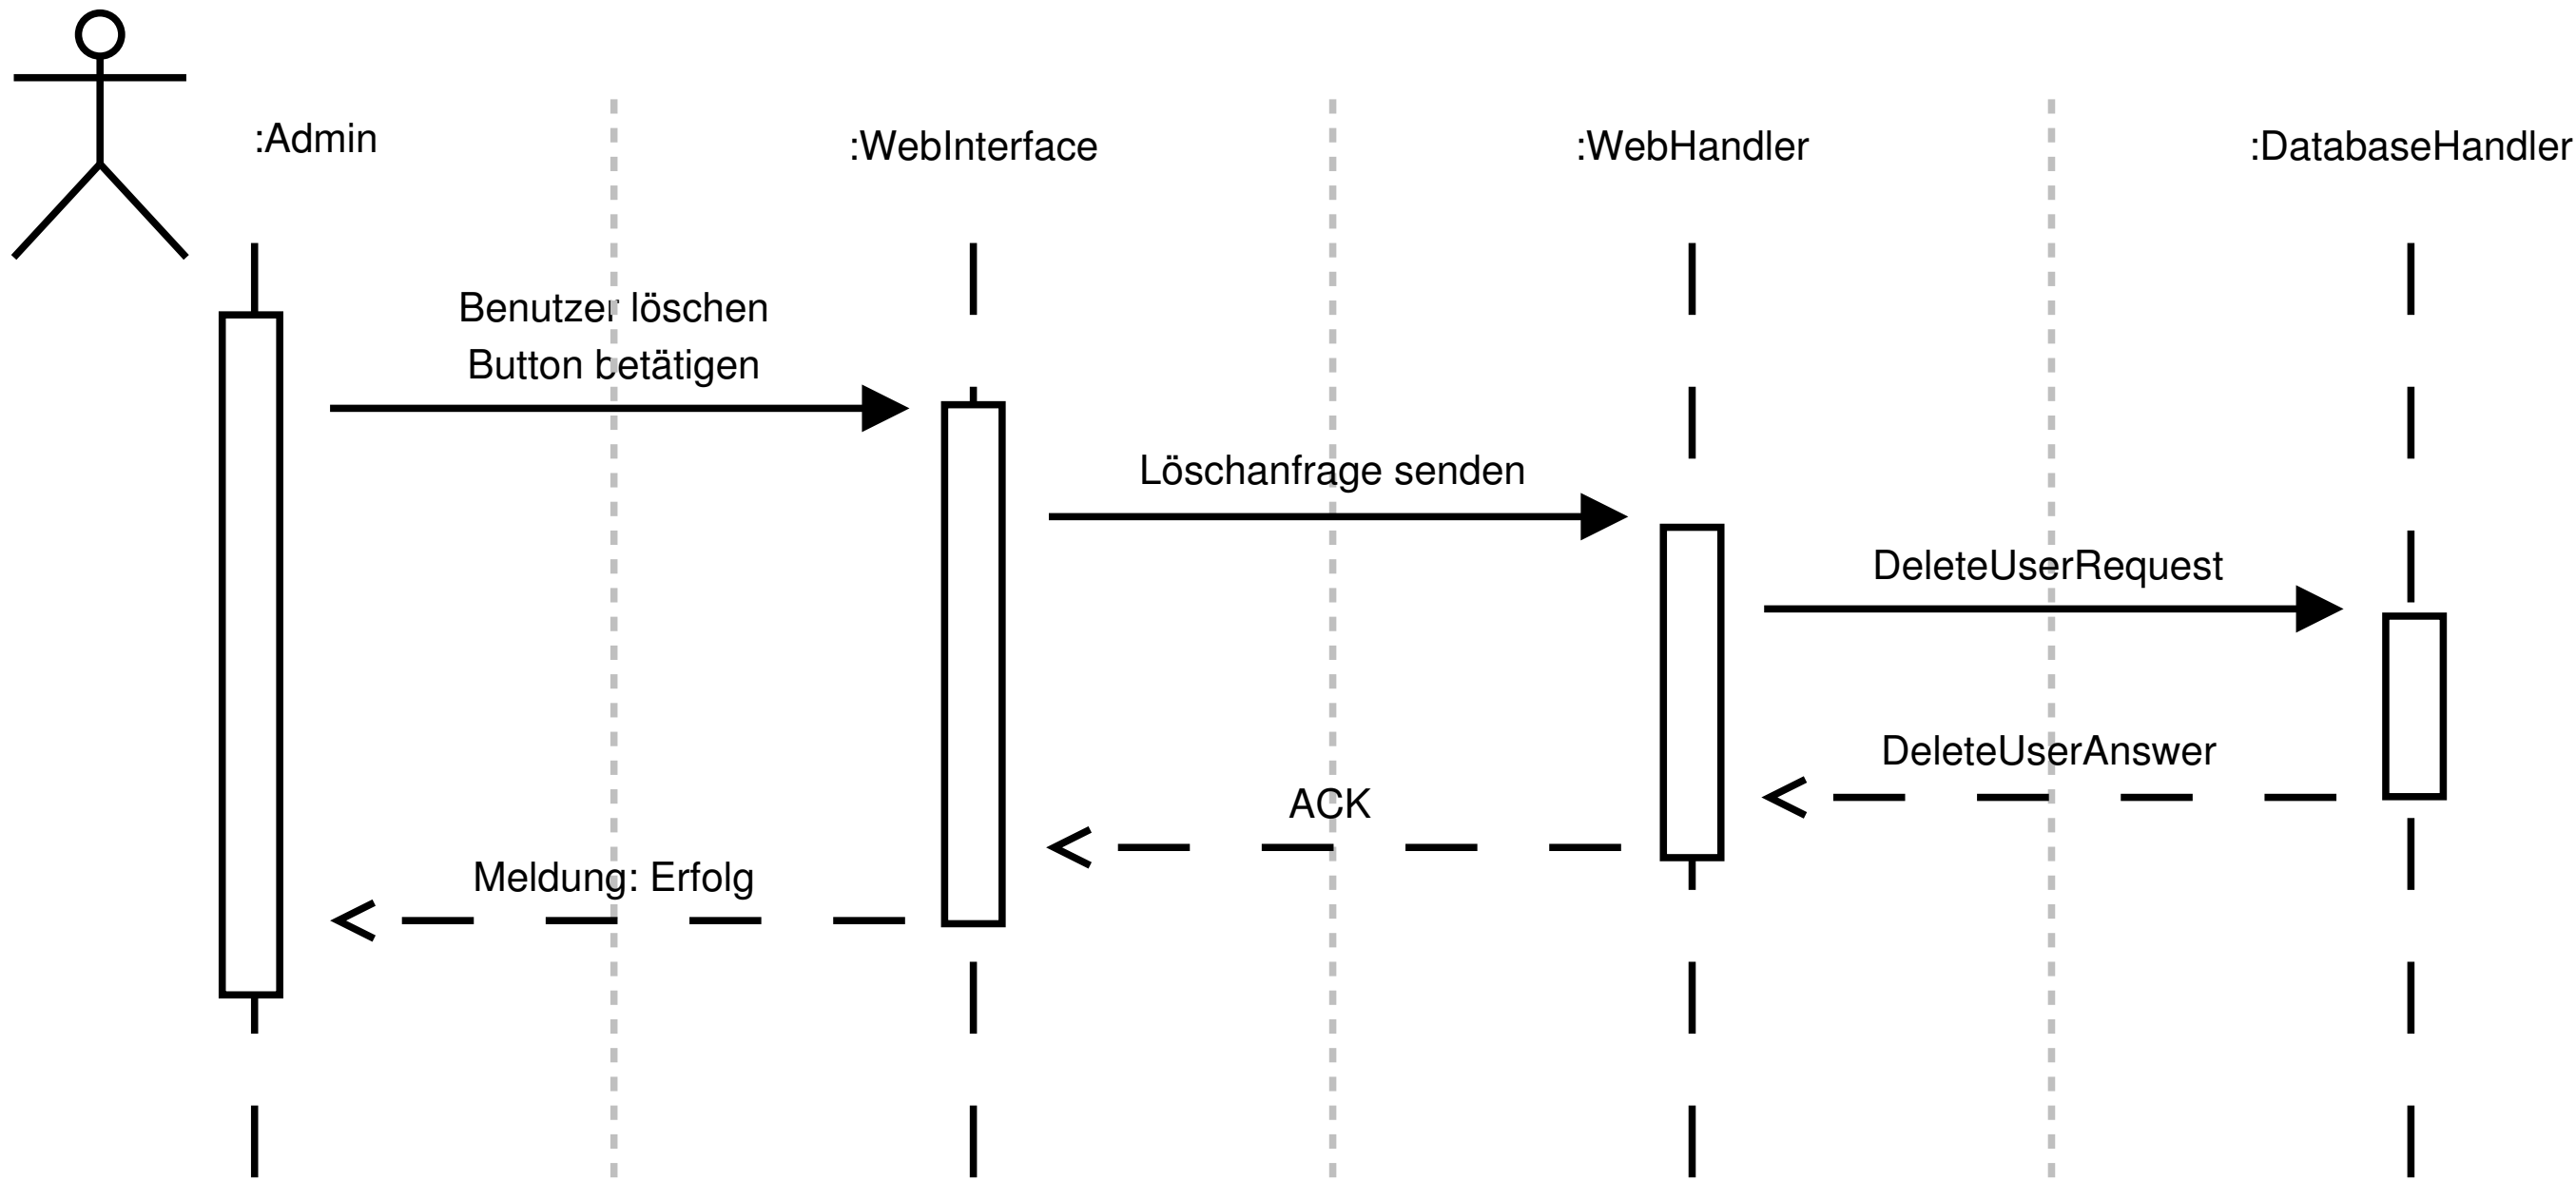 :Admin
:WebInterface
:WebHandler
:DatabaseHandler
Benutzer löschen
Button betätigen
Löschanfrage senden
DeleteUserRequest
DeleteUserAnswer
ACK
Meldung: Erfolg